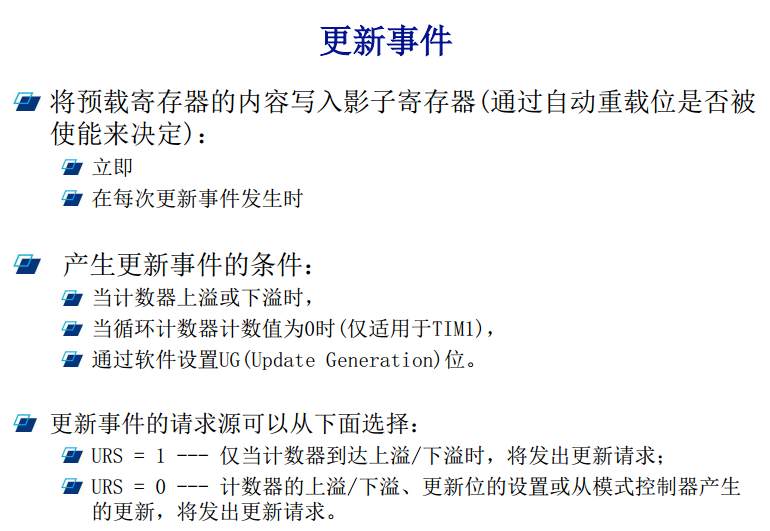 更新事件
将预载寄存器的内容写入影子寄存器(通过自动重载位是否被
使能来决定)：
立即
在每次更新事件发生时
产生更新事件的条件：
当计数器上溢或下溢时，
当循环计数器计数值为0时(仅适用于TIM1)，
通过软件设置UG(Update Generation)位。
更新事件的请求源可以从下面选择：
URS = 1 --- 仅当计数器到达上溢/下溢时，将发出更新请求；
URS = 0 --- 计数器的上溢/下溢、更新位的设置或从模式控制器产生
的更新，将发出更新请求。